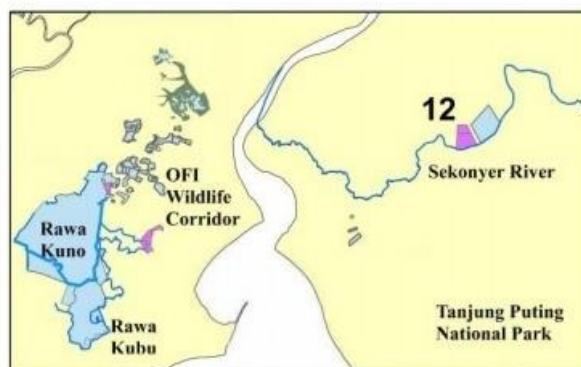 12
OFI
Wildlife
Corridor
Sekonyer River
Rawa
Kuno
Rawa
Kubu
Tanjung Puting
National Park